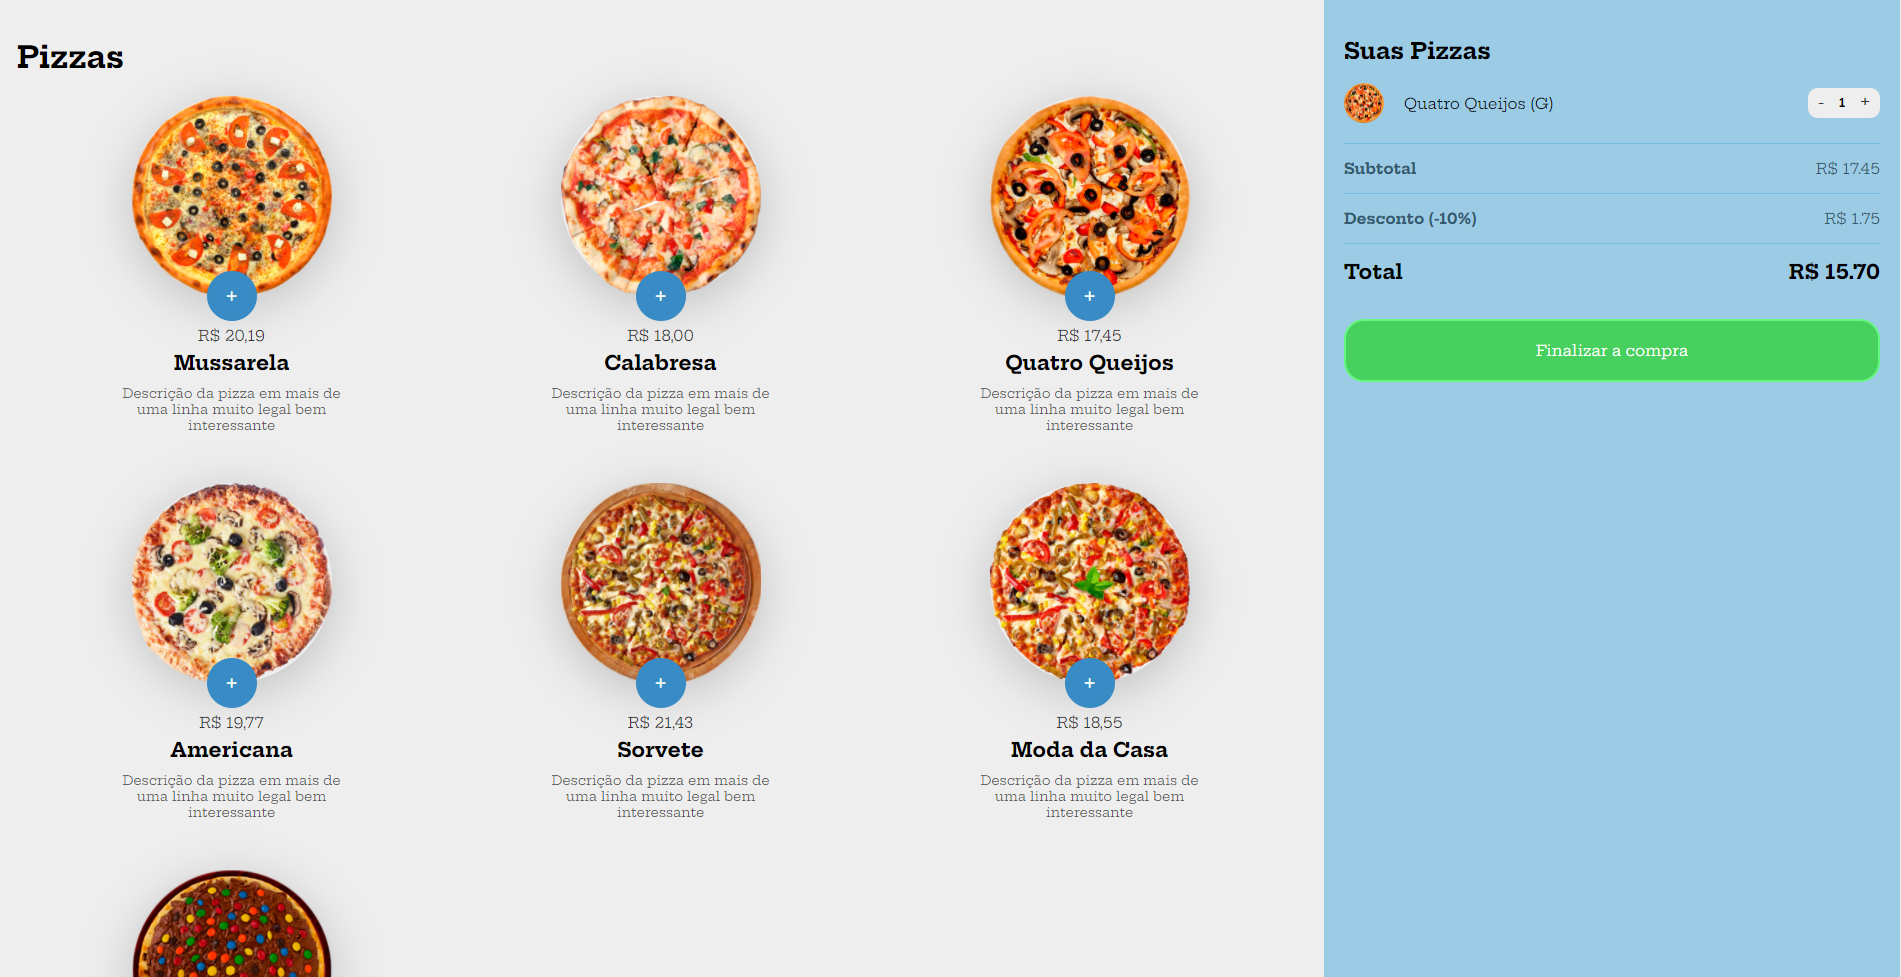 Pizzas
+
R$ 20,19
Mussarela
Descrição da pizza em mais de
uma linha muito legal bem
interessante
+
R$ 18,00
Calabresa
Descrição da pizza em mais de
uma linha muito legal bem
interessante
+
R$ 17,45
Quatro Queijos
Descrição da pizza em mais de
uma linha muito legal bem
interessante
+
R$ 19,77
Americana
Descrição da pizza em mais de
uma linha muito legal bem
interessante
+
R$ 21,43
Sorvete
Descrição da pizza em mais de
uma linha muito legal bem
interessante
+
R$ 18,55
Moda da Casa
Descrição da pizza em mais de
uma linha muito legal bem
interessante
Suas Pizzas
Quatro Queijos (G) - 1 +
Subtotal R$ 17.45
Desconto (-10%) R$ 1.75
Total R$ 15.70
Finalizar a compra